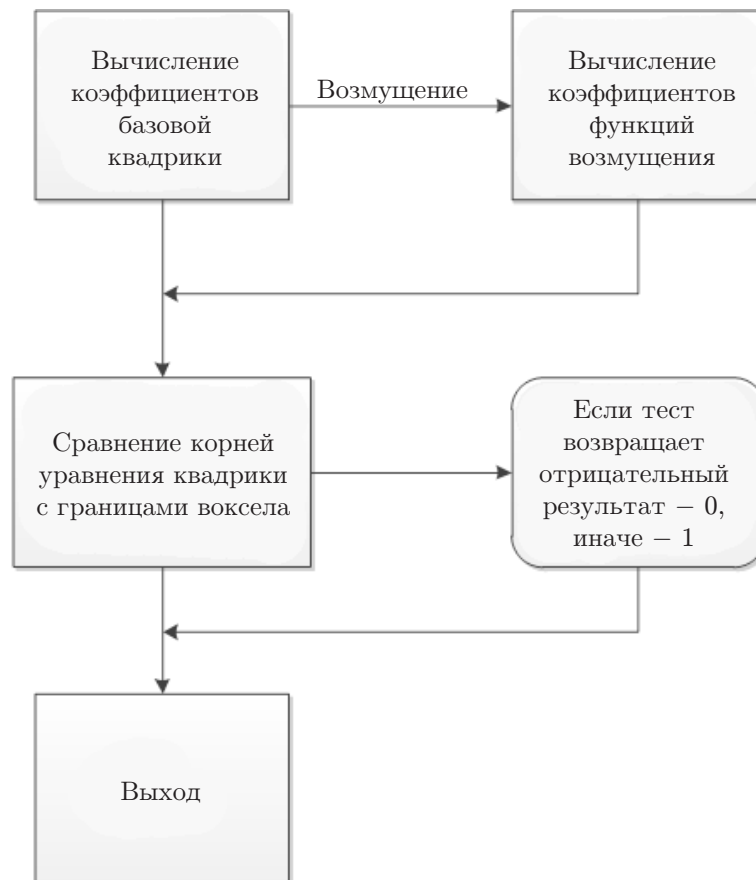 Вычисление
коэффициентов
базовой
квадрики
Возмущение
Вычисление
коэффициентов
функций
возмущения
Сравнение корней
уравнения квадрики
с границами воксела
Если тест
возвращает
отрицательный
результат – 0,
иначе – 1
Выход